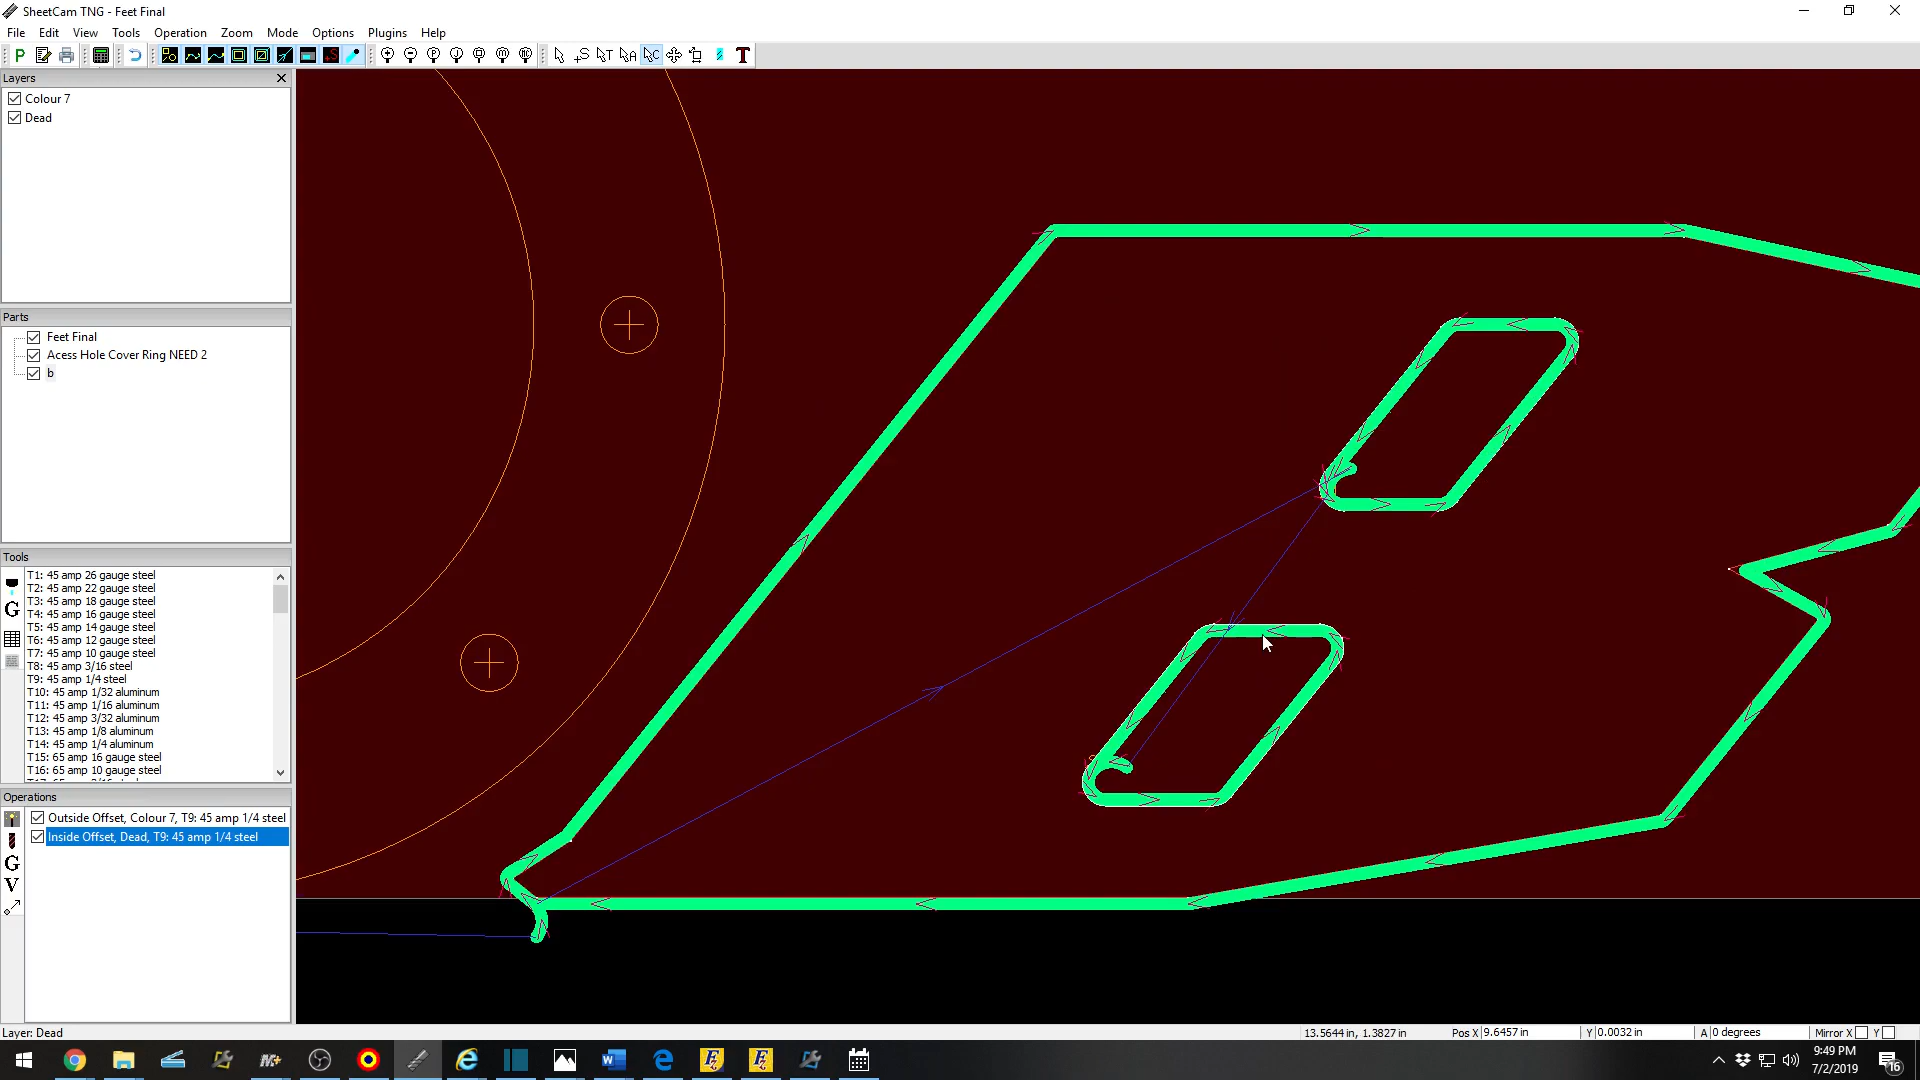 SheetCam TNG - Feet Final
File Edit View Tools Operation Zoom Mode Options Plugins Help
P S T A C T
Layers
Colour 7
Dead
Parts
Feet Final
Acess Hole Cover Ring NEED 2
b
Tools
T1: 45 amp 26 gauge steel
T2: 45 amp 22 gauge steel
T3: 45 amp 18 gauge steel
T4: 45 amp 16 gauge steel
T5: 45 amp 14 gauge steel
T6: 45 amp 12 gauge steel
T7: 45 amp 10 gauge steel
T8: 45 amp 3/16 steel
T9: 45 amp 1/4 steel
T10: 45 amp 1/32 aluminum
T11: 45 amp 1/16 aluminum
T12: 45 amp 3/32 aluminum
T13: 45 amp 1/8 aluminum
T14: 45 amp 1/4 aluminum
T15: 65 amp 16 gauge steel
T16: 65 amp 10 gauge steel
G
Operations
Outside Offset, Colour 7, T9: 45 amp 1/4 steel
Inside Offset, Dead, T9: 45 amp 1/4 steel
G
V
Layer: Dead
13.5644 in, 1.3827 in
Pos X 9.6457 in
Y 0.0032 in
A 0 degrees
Mirror X Y
9:49 PM
7/2/2019
16